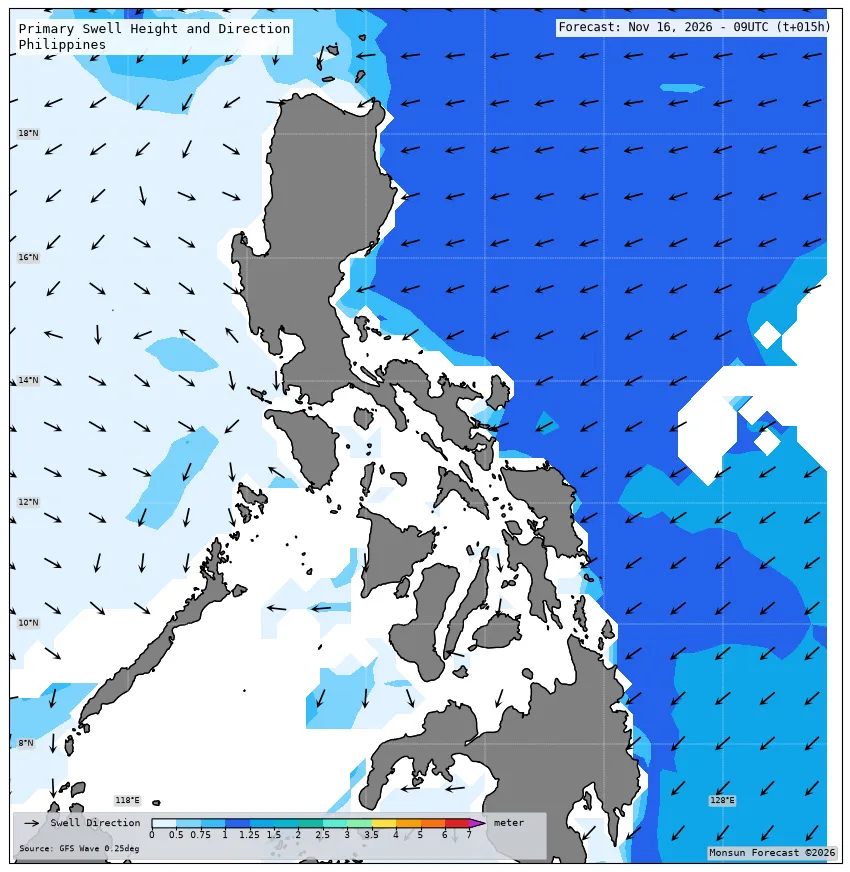 Primary Swell Height and Direction
Philippines
Forecast: Nov 16, 2026 - 09UTC (t+015h)
18°N
16°N
14°N
12°N
10°N
8°N
118°E
128°E
Swell Direction
0 0.5 0.75 1 1.25 1.5 2 2.5 3 3.5 4 5 6 7
meter
Source: GFS Wave 0.25deg
Monsun Forecast ©2026